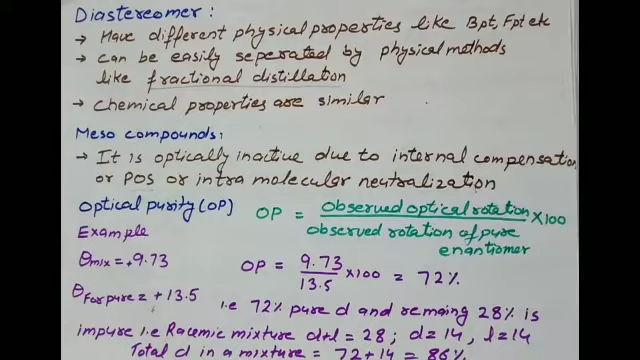 Diastereomer:
→ Have different physical properties like Bpt, Fpt etc
→ Can be easily seperated by physical methods
like fractional distillation
→ Chemical properties are similar
Meso compounds:
→ It is optically inactive due to internal compensation
or POS or intra molecular neutralization
Optical purity (OP)
OP = observed optical rotation / observed rotation of pure enantiomer × 100
Example
θmix = +9.73
OP = 9.73 / 13.5 × 100 = 72%
θFor pure = +13.5
i.e 72% pure d and remaing 28% is
impure i.e Racemic mixture d+l = 28; d=14, l=14
Total d in a mixture = 72+14 = 86%